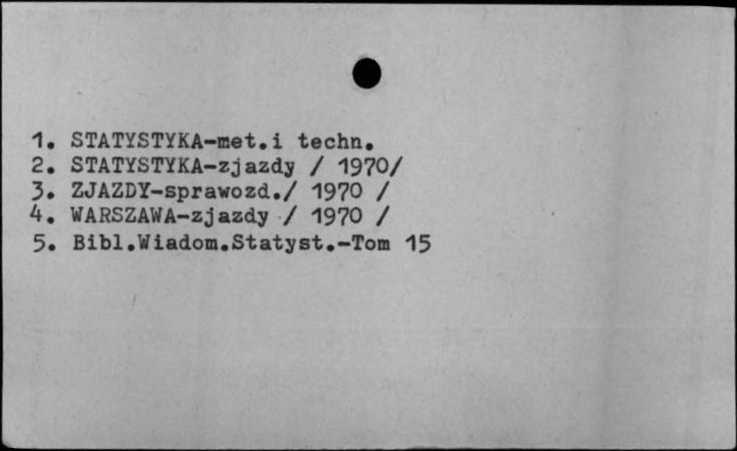 1. STATYSTYKA-met.i techn.
2. STATYSTYKA-zjazdy / 1970/
3. ZJAZDY-sprawozd./ 1970 /
4. WARSZAWA-zjazdy / 1970 /
5. Bibl.Wiadom.Statyst.-Tom 15